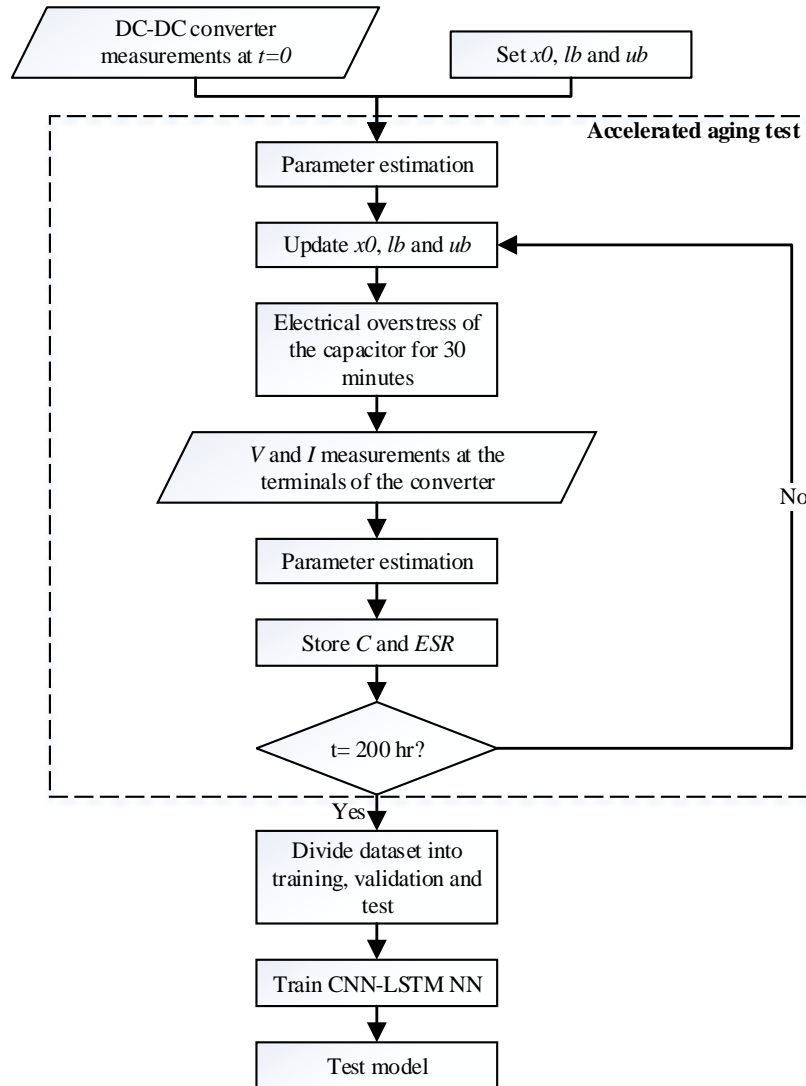 DC-DC converter
measurements at t=0
Set x0, lb and ub
Accelerated aging test
Parameter estimation
Update x0, lb and ub
Electrical overstress of
the capacitor for 30
minutes
V and I measurements at the
terminals of the converter
No
Parameter estimation
Store C and ESR
t= 200 hr?
Yes
Divide dataset into
training, validation and
test
Train CNN-LSTM NN
Test model